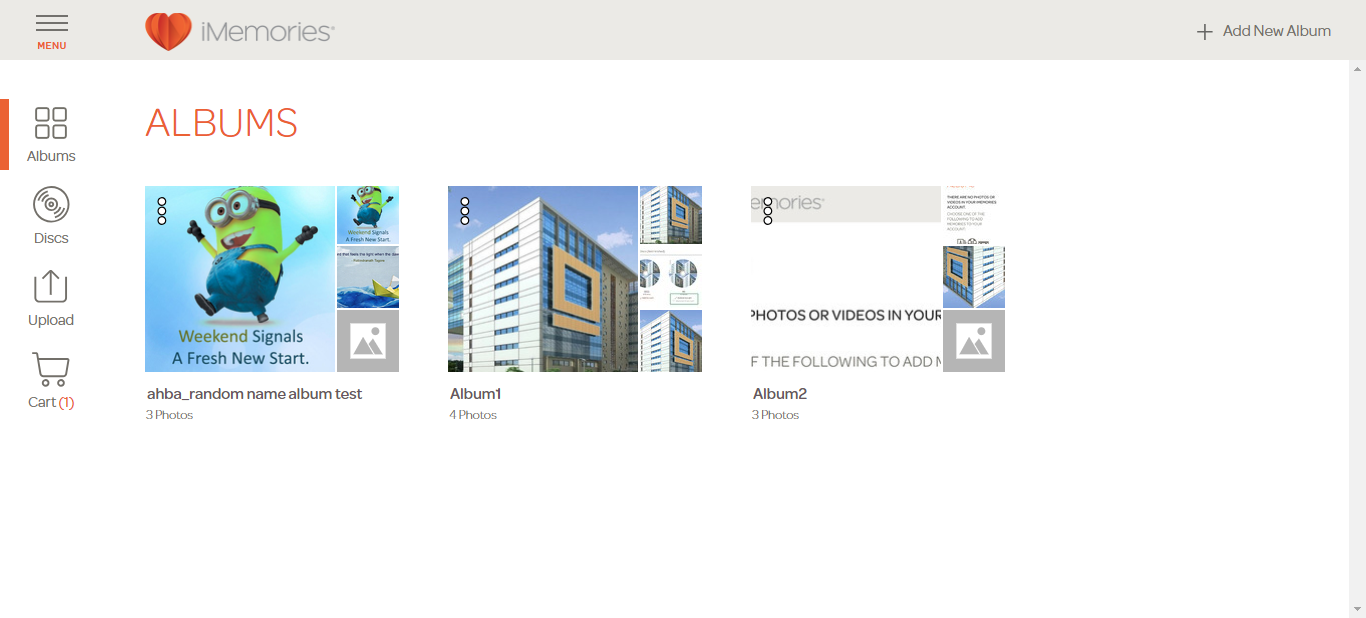 MENU
iMemories
Add New Album
ALBUMS
Albums
Discs
Upload
Cart (1)
Weekend Signals
A Fresh New Start.
Signals
A Fresh New Start.
ahba_random name album test
3 Photos
Album1
4 Photos
emories
PHOTOS OR VIDEOS IN YOUR
F THE FOLLOWING TO ADD
THERE ARE NO PHOTOS OR
VIDEOS IN YOUR IMEMORIES
ACCOUNT
CHOOSE ONE OF THE
FOLLOWING TO ADD
MEMORIES TO YOUR
ACCOUNT.
Album2
3 Photos